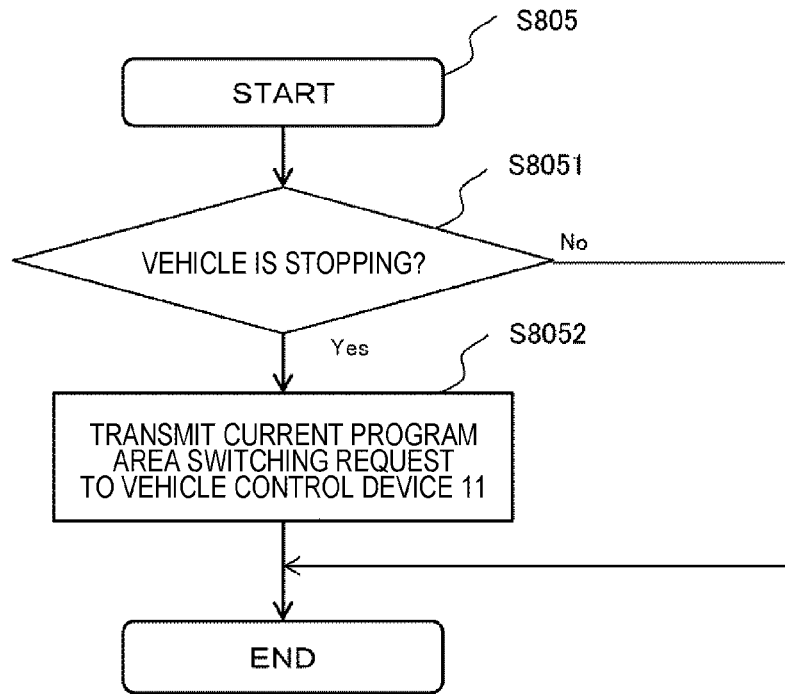 S805
START
S8051
VEHICLE IS STOPPING?
No
Yes
S8052
TRANSMIT CURRENT PROGRAM
AREA SWITCHING REQUEST
TO VEHICLE CONTROL DEVICE 11
END